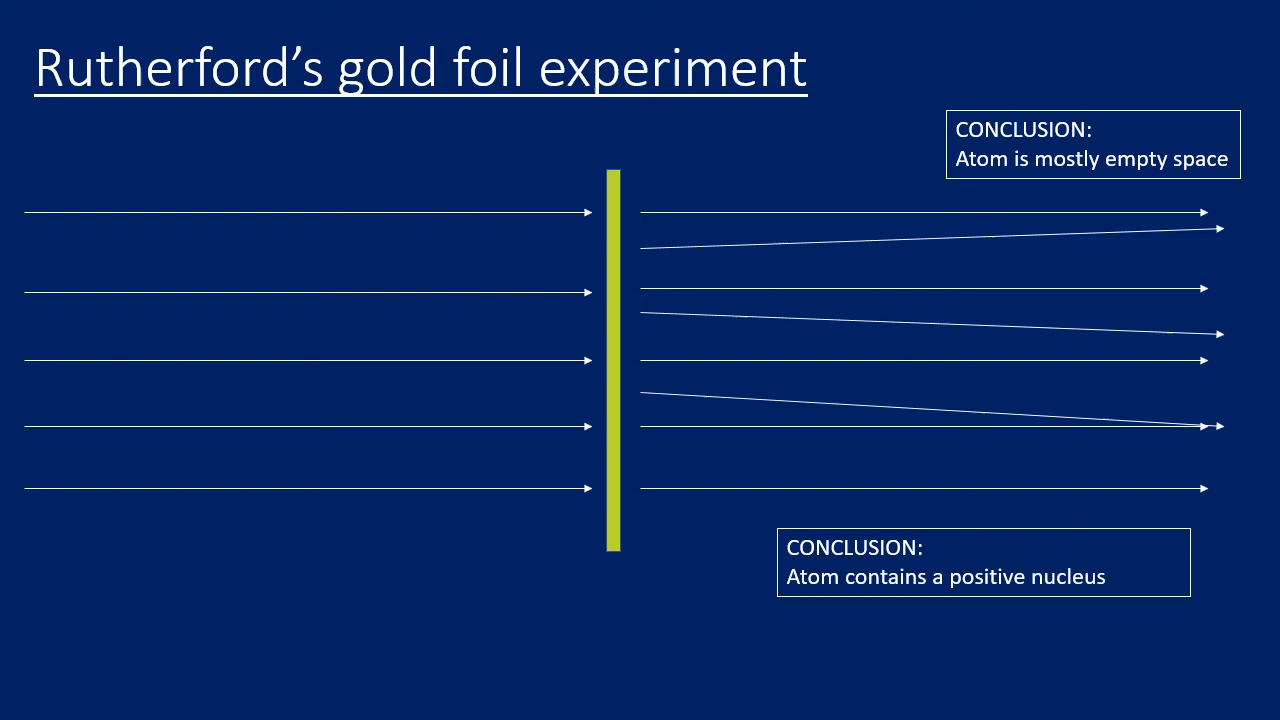 Rutherford’s gold foil experiment
CONCLUSION:
Atom is mostly empty space
CONCLUSION:
Atom contains a positive nucleus